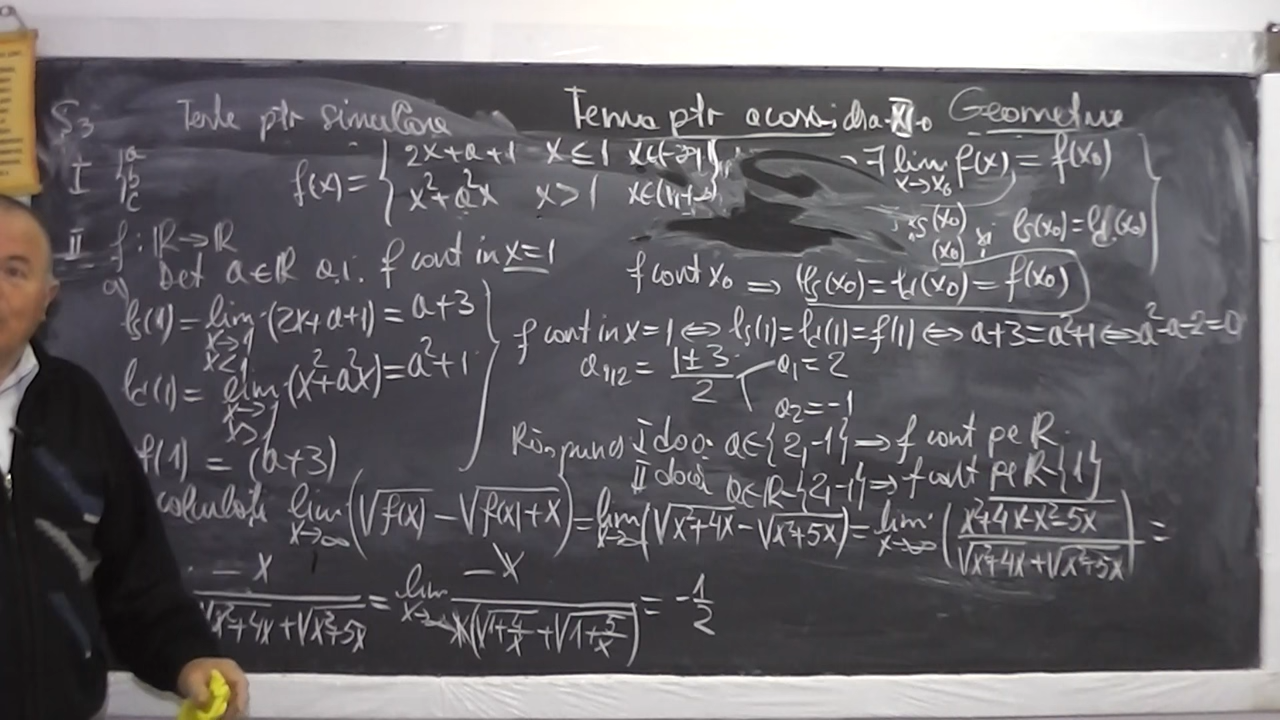 S3 Teste ptr simulare Tema ptr acasă Geometrie
I a b c
f(x) = { 2x+a+1 x ≤ 1
x²+a²x x > 1
∃ lim x→x₀ f(x) = f(x₀)
ls(x₀) = ld(x₀)
II f: ℝ→ℝ
a) Det a∈ℝ a.i. f cont in x=1
f cont x₀ ⟹ ls(x₀) = ld(x₀) = f(x₀)
ls(1) = lim x→1 x<1 (2x+a+1) = a+3
ld(1) = lim x→1 x>1 (x²+a²x) = a²+1
f(1) = (a+3)
f cont in x=1 ⟺ ls(1) = ld(1) = f(1) ⟺ a+3 = a²+1 ⟺ a²-a-2=0
a₁,₂ = (1±3)/2 a₁=2
a₂=-1
Răspuns I dacă a∈{2,-1} ⟹ f cont pe ℝ.
II dacă a∈ℝ-{2,-1} ⟹ f cont pe ℝ-{1}
calculate lim x→∞ (√f(x) - √f(x)+x) = lim x→∞ (√x²+4x - √x²+5x) = lim x→∞ (x²+4x-x²-5x)/(√x²+4x+√x²+5x) =
-x/(√x²+4x+√x²+5x) = lim x→∞ -x/(x(√1+4/x + √1+5/x)) = -1/2